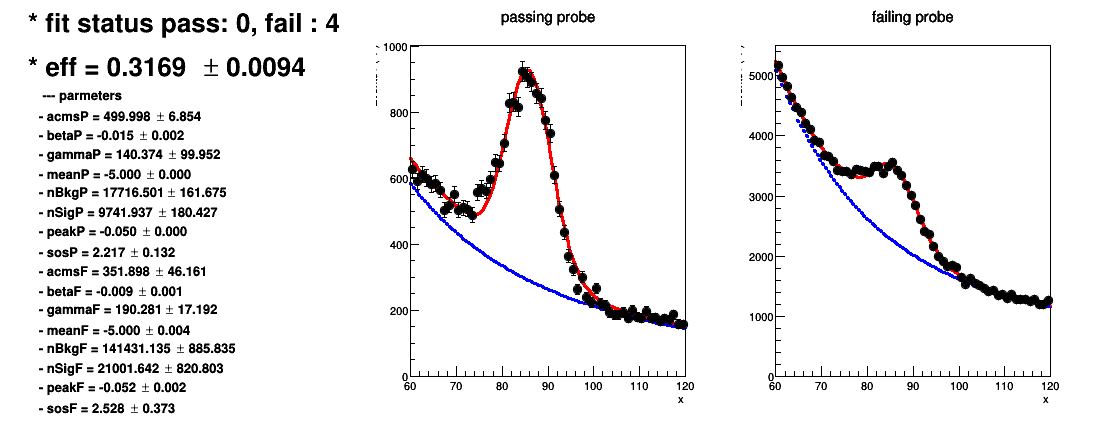 * fit status pass: 0, fail : 4
* eff = 0.3169 ± 0.0094
--- parmeters
- acmsP = 499.998 ± 6.854
- betaP = -0.015 ± 0.002
- gammaP = 140.374 ± 99.952
- meanP = -5.000 ± 0.000
- nBkgP = 17716.501 ± 161.675
- nSigP = 9741.937 ± 180.427
- peakP = -0.050 ± 0.000
- sosP = 2.217 ± 0.132
- acmsF = 351.898 ± 46.161
- betaF = -0.009 ± 0.001
- gammaF = 190.281 ± 17.192
- meanF = -5.000 ± 0.004
- nBkgF = 141431.135 ± 885.835
- nSigF = 21001.642 ± 820.803
- peakF = -0.052 ± 0.002
- sosF = 2.528 ± 0.373
passing probe
1000
800
600
400
200
0
60 70 80 90 100 110 120
x
failing probe
5000
4000
3000
2000
1000
0
60 70 80 90 100 110 120
x